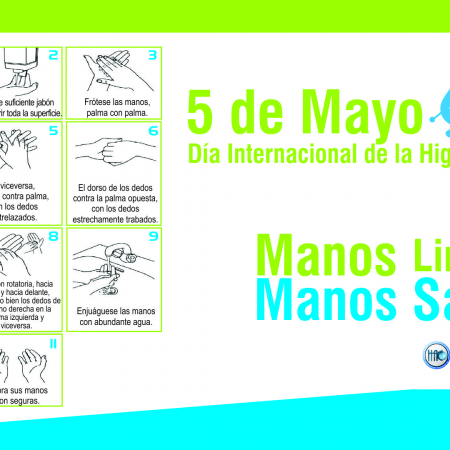 2
3
e suficiente jabón
rir toda la superficie.
Frótese las manos,
palma con palma.
5
6
viceversa,
contra palma,
n los dedos
trelazados.
El dorso de los dedos
contra la palma opuesta,
con los dedos
estrechamente trabados.
8
9
n rotatoria, hacia
y hacia delante,
o bien los dedos de
no derecha en la
ma izquierda y
viceversa.
Enjuáguese las manos
con abundante agua.
11
ora sus manos
on seguras.
5 de Mayo
Día Internacional de la Hig
Manos Li
Manos Sa